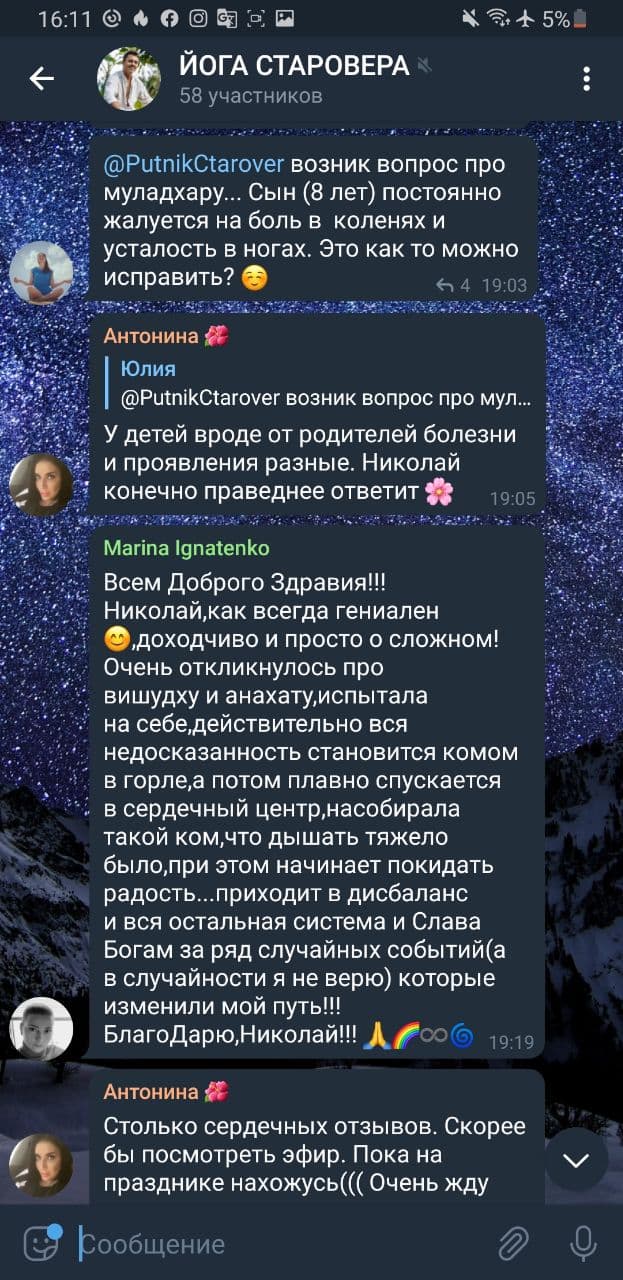 16:11
5%
ЙОГА СТАРОВЕРА
58 участников
@PutnikCtarover возник вопрос про
муладхару... Сын (8 лет) постоянно
жалуется на боль в коленях и
усталость в ногах. Это как то можно
исправить? ☺️
4 19:03
Антонина 🌺
Юлия
@PutnikCtarover возник вопрос про мул...
У детей вроде от родителей болезни
и проявления разные. Николай
конечно праведнее ответит 🌸
19:05
Marina Ignatenko
Всем Доброго Здравия!!!
Николай,как всегда гениален
😊,доходчиво и просто о сложном!
Очень откликнулось про
вишудху и анахату,испытала
на себе,действительно вся
недосказанность становится комом
в горле,а потом плавно спускается
в сердечный центр,насобирала
такой ком,что дышать тяжело
было,при этом начинает покидать
радость...приходит в дисбаланс
и вся остальная система и Слава
Богам за ряд случайных событий(а
в случайности я не верю) которые
изменили мой путь!!!
БлагоДарю,Николай!!! 🙏🌈♾🌀
19:19
Антонина 🌺
Столько сердечных отзывов. Скорее
бы посмотреть эфир. Пока на
празднике нахожусь((( Очень жду
Сообщение